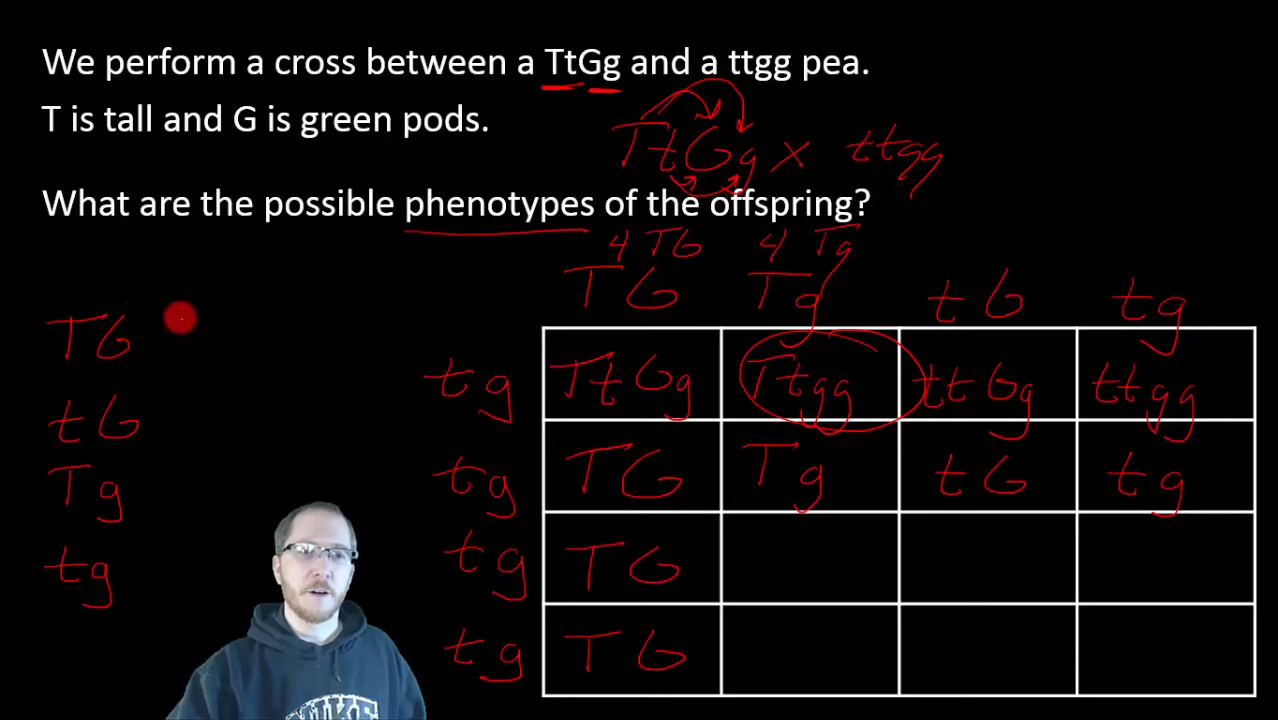 We perform a cross between a TtGg and a ttgg pea.
T is tall and G is green pods.
TtGg x ttgg
What are the possible phenotypes of the offspring?
4 TG 4 Tg
TG Tg tG tg
TG
tg TtGg Ttgg ttGg ttgg
tG
tg TG Tg tG tg
Tg
tg TG
tg
tg TG
NIKE